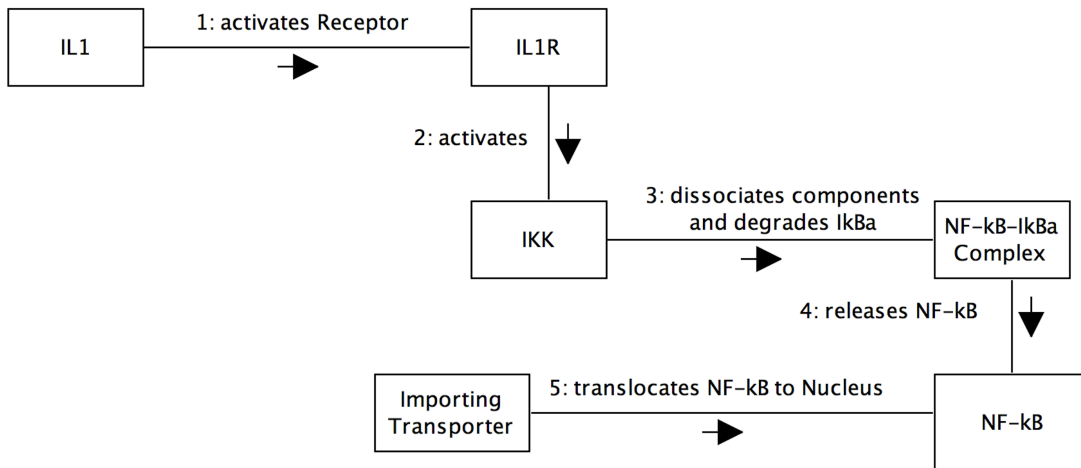 IL1
1: activates Receptor
IL1R
2: activates
IKK
3: dissociates components
and degrades IkBa
NF-kB-IkBa
Complex
4: releases NF-kB
Importing
Transporter
5: translocates NF-kB to Nucleus
NF-kB